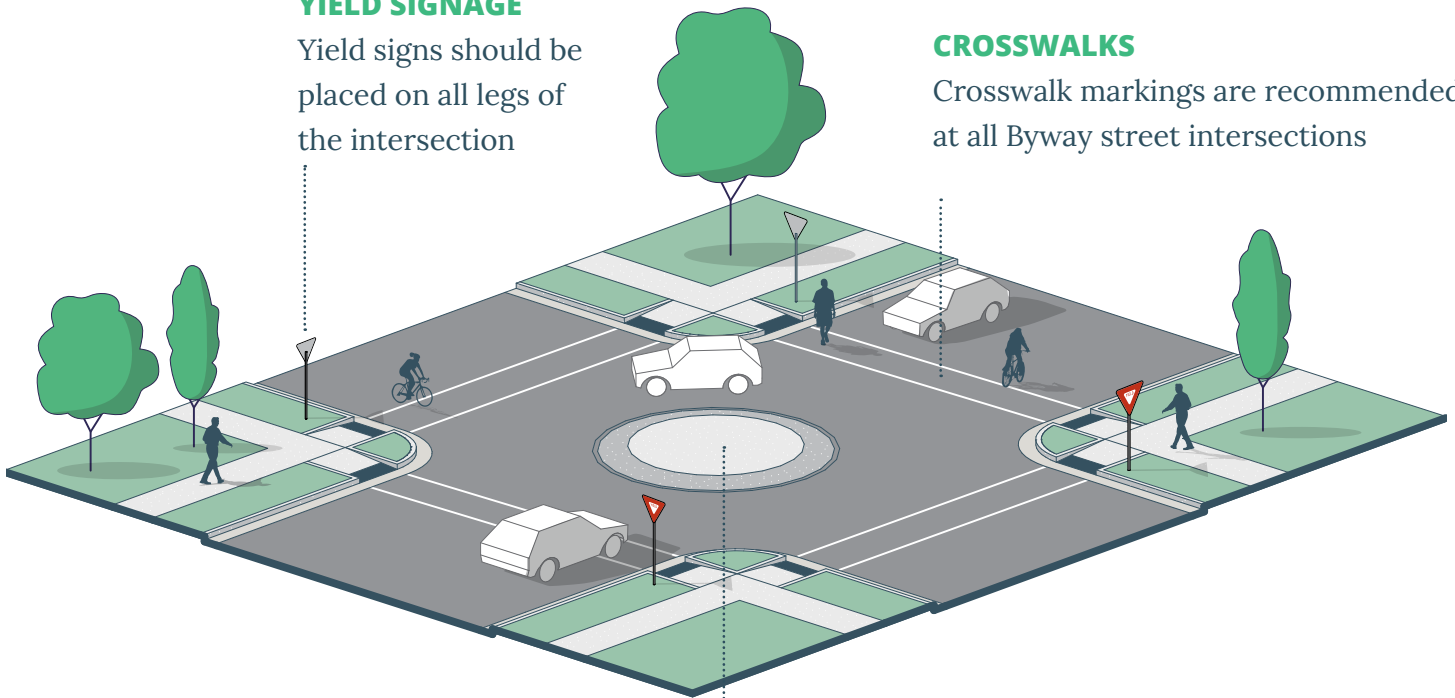 YIELD SIGNAGE
Yield signs should be
placed on all legs of
the intersection
CROSSWALKS
Crosswalk markings are recommended
at all Byway street intersections